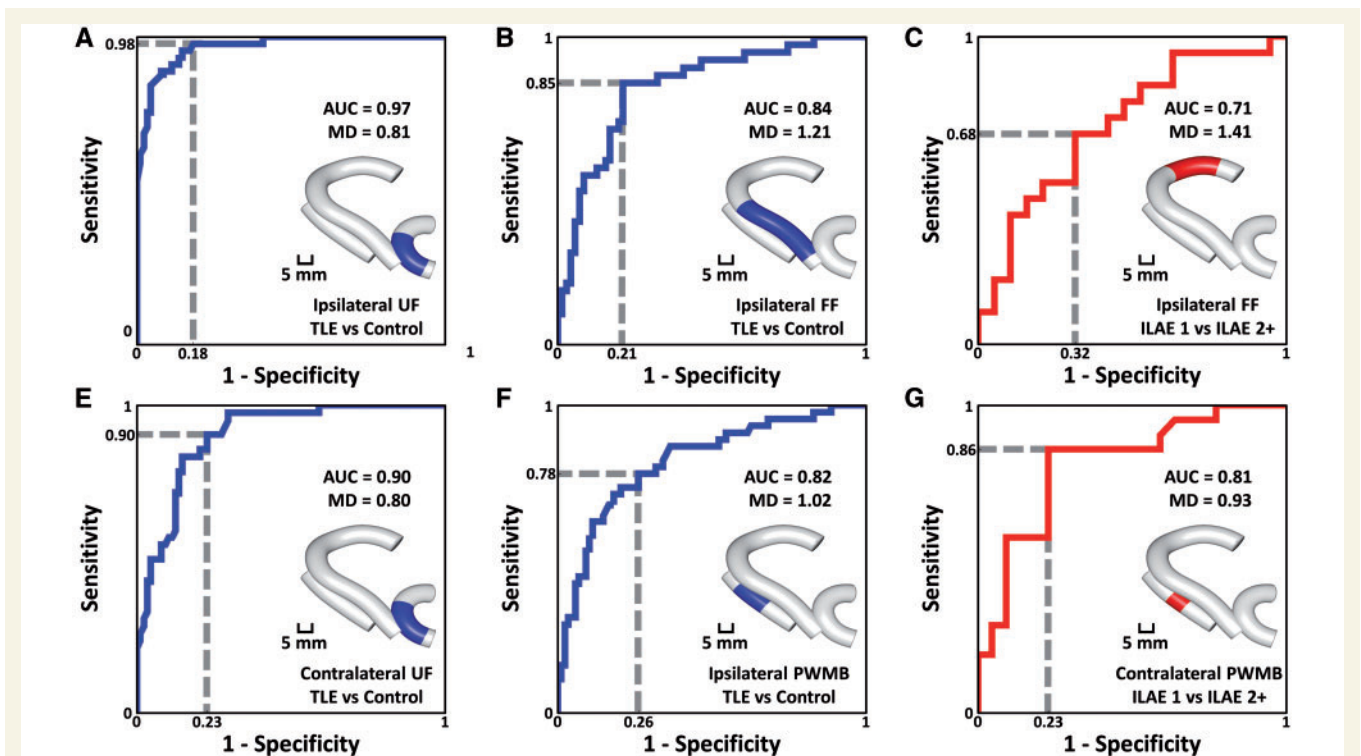 A
0.98
Sensitivity
0
AUC = 0.97
MD = 0.81
5 mm
Ipsilateral UF
TLE vs Control
0
0.18
1
1 - Specificity
B
1
0.85
Sensitivity
0
AUC = 0.84
MD = 1.21
5 mm
Ipsilateral FF
TLE vs Control
0
0.21
1
1 - Specificity
C
1
0.68
Sensitivity
0
AUC = 0.71
MD = 1.41
5 mm
Ipsilateral FF
ILAE 1 vs ILAE 2+
0
0.32
1
1 - Specificity
E
1
0.90
Sensitivity
0
AUC = 0.90
MD = 0.80
5 mm
Contralateral UF
TLE vs Control
0.23
1
1 - Specificity
F
1
0.78
Sensitivity
0
AUC = 0.82
MD = 1.02
5 mm
Ipsilateral PWMB
TLE vs Control
0
0.26
1
1 - Specificity
G
1
0.86
Sensitivity
0
AUC = 0.81
MD = 0.93
5 mm
Contralateral PWMB
ILAE 1 vs ILAE 2+
0
0.23
1
1 - Specificity